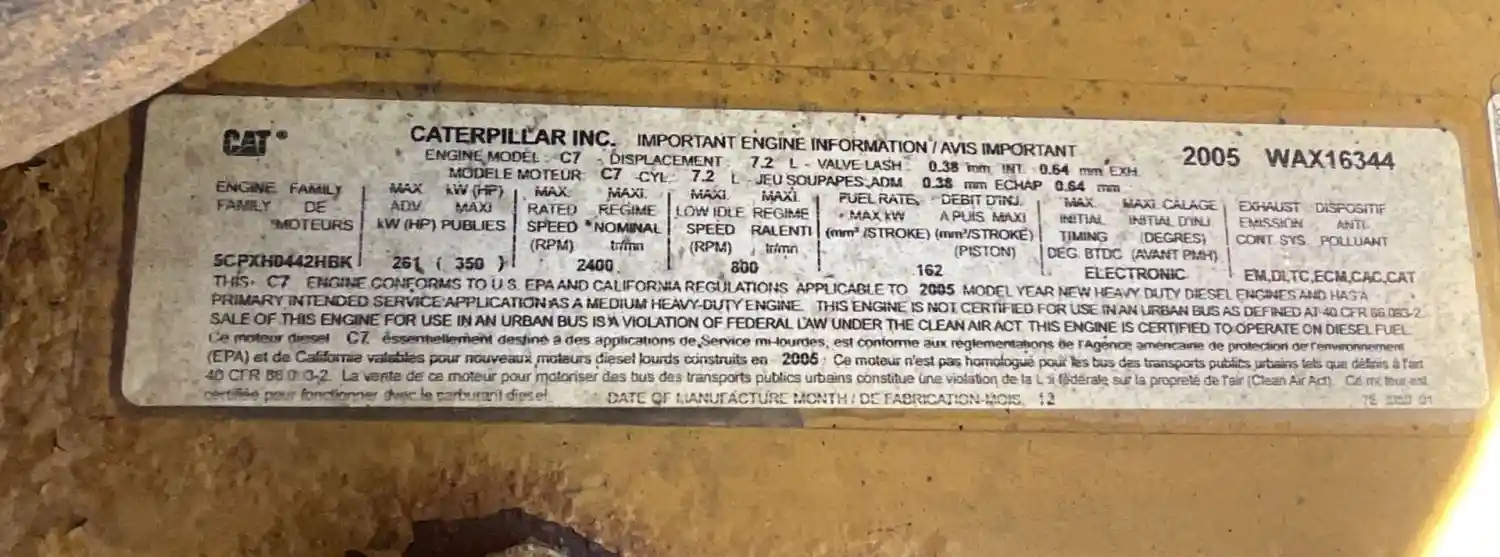 CAT®
CATERPILLAR INC. IMPORTANT ENGINE INFORMATION / AVIS IMPORTANT
2005 WAX16344
ENGINE MODEL: C7 - DISPLACEMENT: 7.2 L - VALVE LASH: 0.38 mm INT. 0.64 mm EXH.
MODELE MOTEUR: C7 -CYL: 7.2 L - JEU SOUPAPES:ADM. 0.38 mm ECHAP 0.64 mm
ENGINE FAMILY
FAMILY DE
MOTEURS
5CPXH0442HBK
MAX kW (HP)
ADV. MAXI
kW (HP) PUBLIES
261 ( 350 )
MAX. MAXI.
RATED REGIME
SPEED NOMINAL
(RPM) tr/mn
2400
MAXI. MAXI.
LOW IDLE REGIME
SPEED RALENTI
(RPM) tr/mn
800
FUEL RATE, DEBIT D'INJ.
MAX kW A PUIS MAXI
(mm³ /STROKE) (mm³/STROKE)
(PISTON)
162
MAX. MAXI CALAGE
INITIAL INITIAL D'INJ
TIMING (DEGRES)
DEG. BTDC (AVANT PMH)
ELECTRONIC
EXHAUST DISPOSITIF
EMISSION ANTI-
CONT SYS. POLLUANT
EM,DI,TC,ECM,CAC,CAT
THIS C7 ENGINE CONFORMS TO U.S. EPA AND CALIFORNIA REGULATIONS APPLICABLE TO 2005 MODEL YEAR NEW HEAVY DUTY DIESEL ENGINES AND HAS A
PRIMARY INTENDED SERVICE APPLICATION AS A MEDIUM HEAVY-DUTY ENGINE. THIS ENGINE IS NOT CERTIFIED FOR USE IN AN URBAN BUS AS DEFINED AT 40 CFR 86.093-2.
SALE OF THIS ENGINE FOR USE IN AN URBAN BUS IS A VIOLATION OF FEDERAL LAW UNDER THE CLEAN AIR ACT. THIS ENGINE IS CERTIFIED TO OPERATE ON DIESEL FUEL.
Ce moteur diesel C7, éssentiellement destiné à des applications de Service mi-lourdes, est conforme aux réglementations de l'Agence américaine de protection de l'environnement
(EPA) et de Californie valables pour nouveaux moteurs diesel lourds construits en 2005 . Ce moteur n'est pas homologué pour les bus des transports publics urbains tels que définis à l'art
40 CFR 86.0 3-2. La vente de ce moteur pour motoriser des bus des transports publics urbains constitue une violation de la Loi fédérale sur la propreté de l'air (Clean Air Act). Ce moteur est
certifiée pour fonctionner avec le carburant diesel.
DATE OF MANUFACTURE MONTH / DE FABRICATION-MOIS. 12